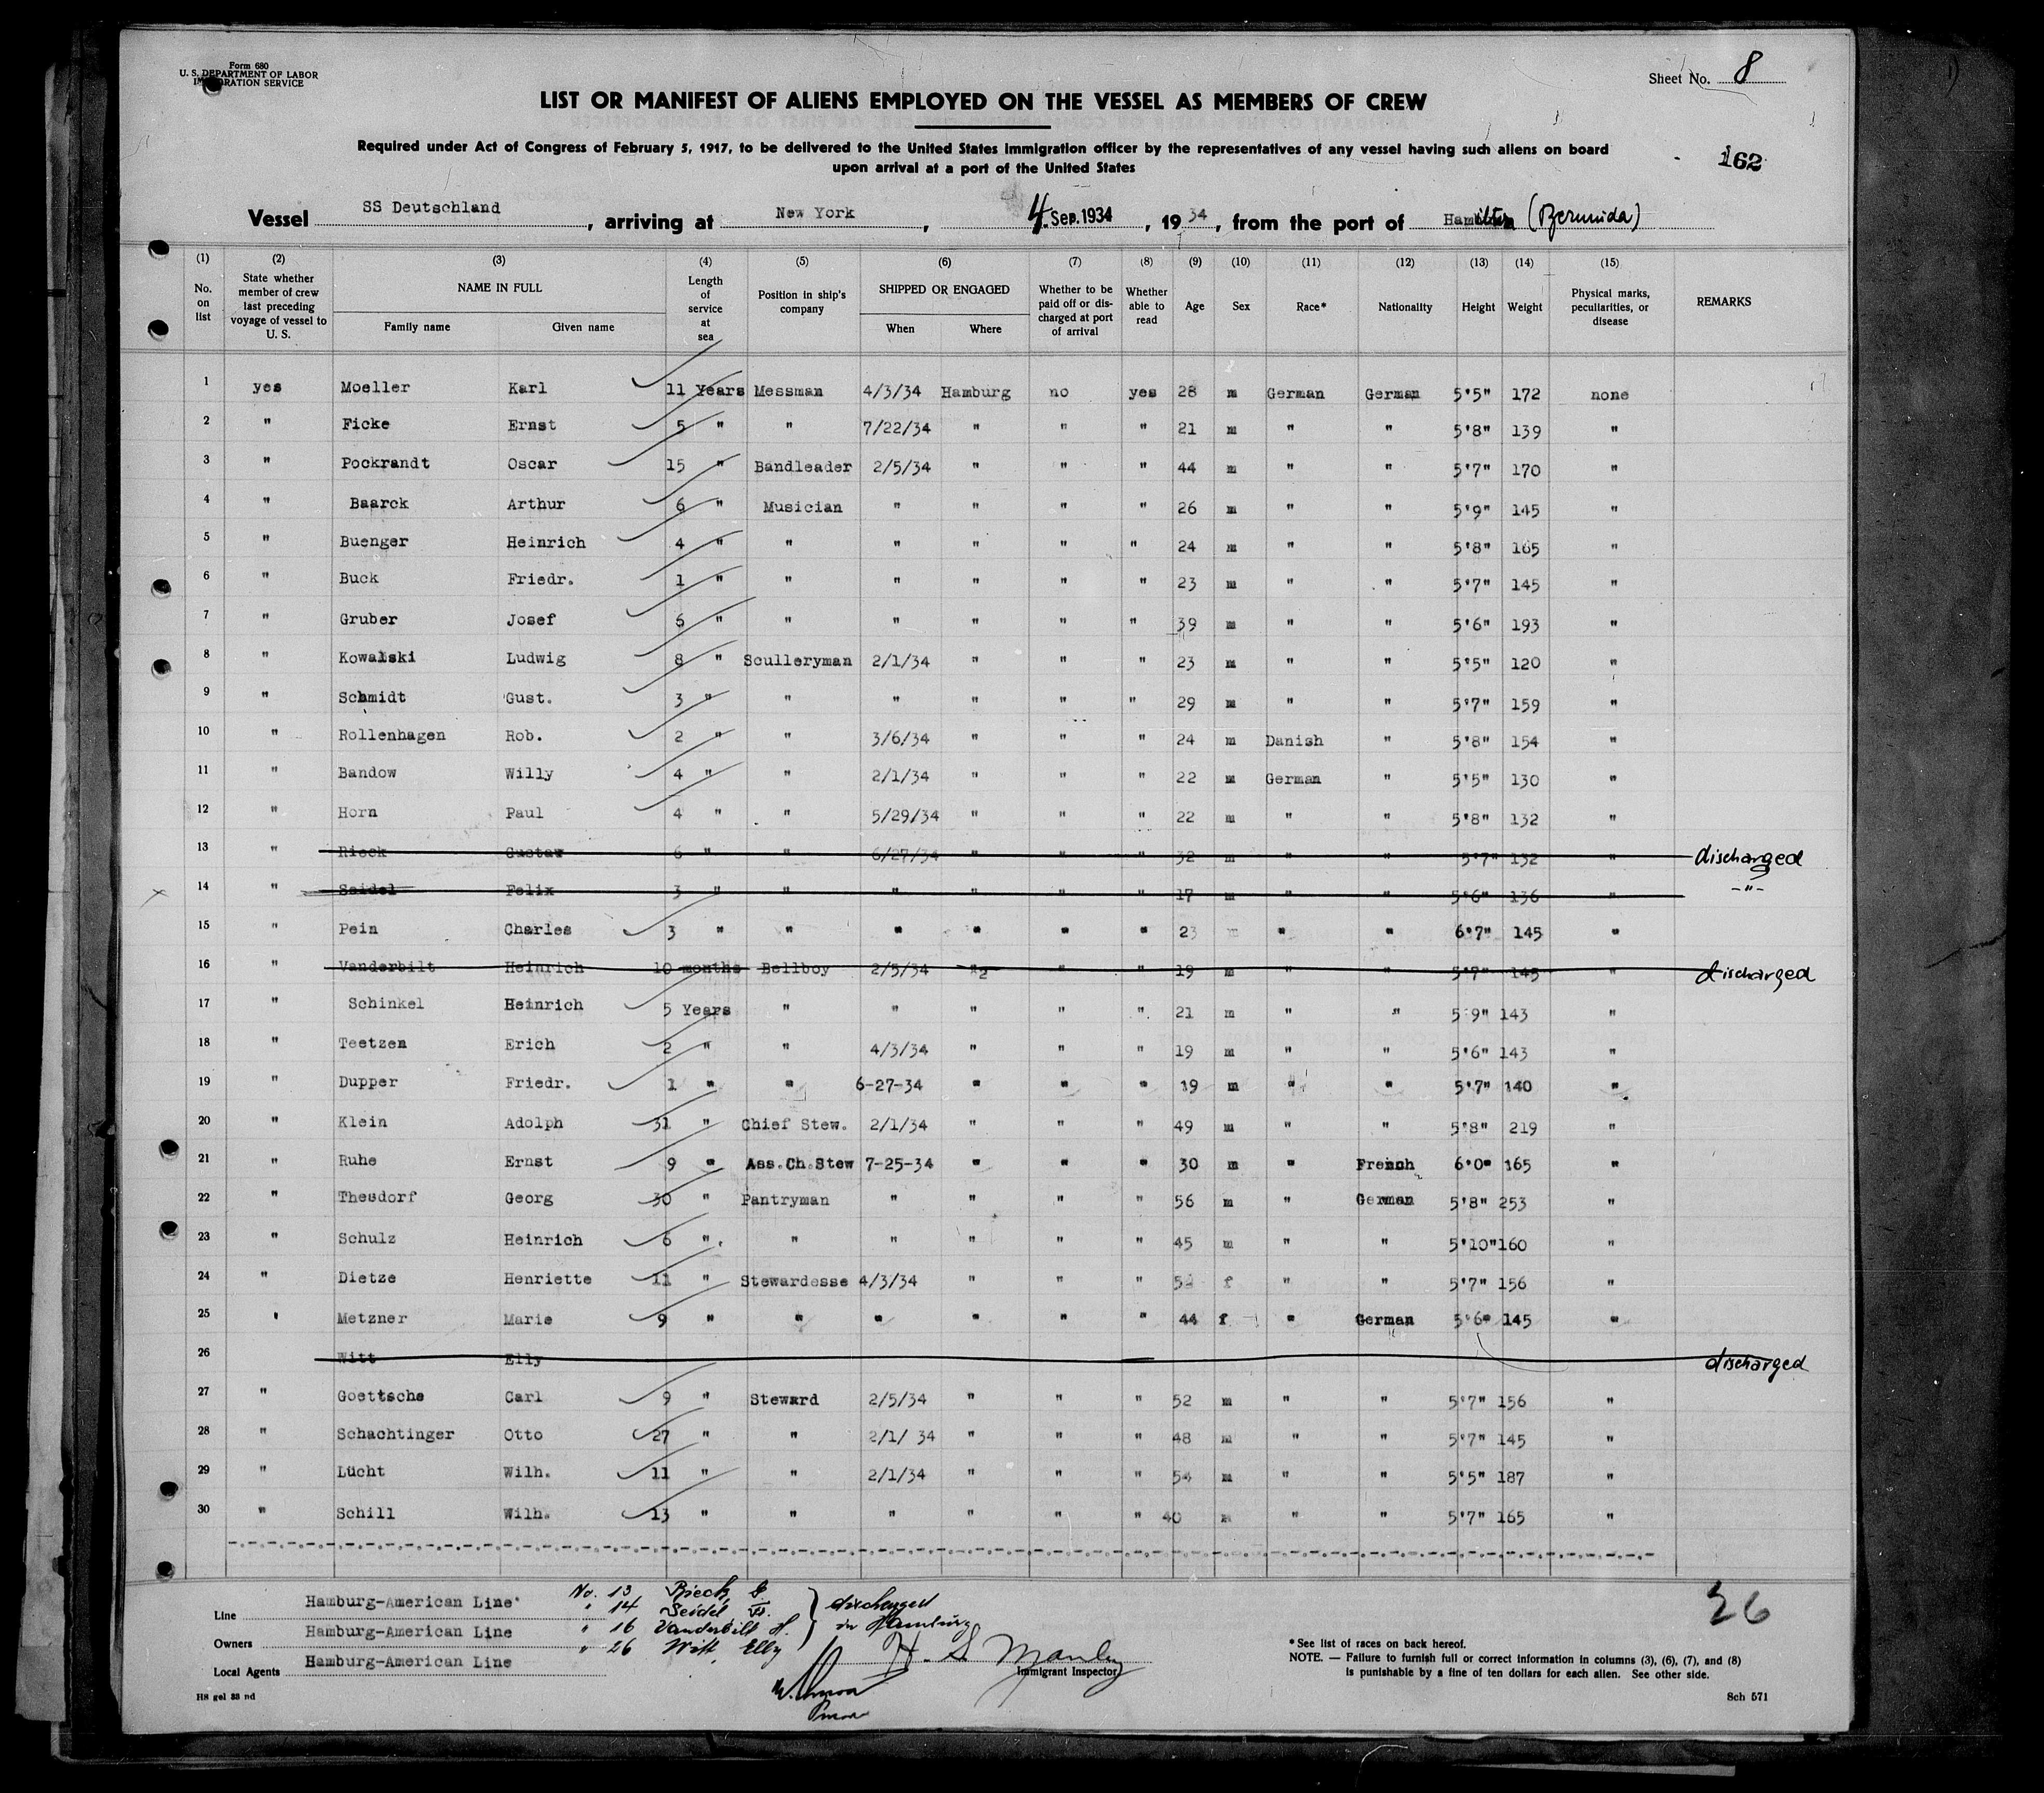 Form 680
U. S. DEPARTMENT OF LABOR
IMMIGRATION SERVICE
Sheet No. 8
LIST OR MANIFEST OF ALIENS EMPLOYED ON THE VESSEL AS MEMBERS OF CREW
Required under Act of Congress of February 5, 1917, to be delivered to the United States immigration officer by the representatives of any vessel having such aliens on board
upon arrival at a port of the United States
162
Vessel SS Deutschland, arriving at New York, 4 Sep. 1934, 1934, from the port of Hamilton (Bermuda)
(1) (2) (3) (4) (5) (6) (7) (8) (9) (10) (11) (12) (13) (14) (15)
No. on list | State whether member of crew last preceding voyage of vessel to U. S. | NAME IN FULL Family name Given name | Length of service at sea | Position in ship's company | SHIPPED OR ENGAGED When Where | Whether to be paid off or discharged at port of arrival | Whether able to read | Age | Sex | Race* | Nationality | Height | Weight | Physical marks, peculiarities, or disease | REMARKS
1 yes Moeller Karl 11 Years Messman 4/3/34 Hamburg no yes 28 m German German 5'5" 172 none
2 " Ficke Ernst 5 " " 7/22/34 " " " 21 m " " 5'8" 139 "
3 " Pockrandt Oscar 15 " Bandleader 2/5/34 " " " 44 m " " 5'7" 170 "
4 " Baarck Arthur 6 " Musician " " " " 26 m " " 5'9" 145 "
5 " Buenger Heinrich 4 " " " " " " 24 m " " 5'8" 165 "
6 " Buck Friedr. 1 " " " " " " 23 m " " 5'7" 145 "
7 " Gruber Josef 6 " " " " " " 39 m " " 5'6" 193 "
8 " Kowalski Ludwig 8 " Sculleryman 2/1/34 " " " 23 m " " 5'5" 120 "
9 " Schmidt Gust. 3 " " " " " " 29 m " " 5'7" 159 "
10 " Rollenhagen Rob. 2 " " 3/6/34 " " " 24 m Danish " 5'8" 154 "
11 " Bandow Willy 4 " " 2/1/34 " " " 22 m German " 5'5" 130 "
12 " Horn Paul 4 " " 5/29/34 " " " 22 m " " 5'8" 132 "
13 " Rieck Gustav 6 " " 6/27/34 " " " 32 m " " 5'7" 132 " discharged
14 " Seidel Felix 3 " " " " " " 17 m " " 5'6" 136 " -"-
15 " Pein Charles 3 " " " " " " 23 m " " 6'7" 145 "
16 " Vanderbilt Heinrich 10 months Bellboy 2/5/34 " " " 19 m " " 5'7" 145 " discharged
17 " Schinkel Heinrich 5 Years " " " " " 21 m " " 5'9" 143 "
18 " Teetzen Erich 2 " " 4/3/34 " " " 19 m " " 5'6" 143 "
19 " Dupper Friedr. 1 " " 6-27-34 " " " 19 m " " 5'7" 140 "
20 " Klein Adolph 31 " Chief Stew. 2/1/34 " " " 49 m " " 5'8" 219 "
21 " Ruhe Ernst 9 " Ass.Ch.Stew 7-25-34 " " " 30 m " French 6'0" 165 "
22 " Thesdorf Georg 30 " Pantryman " " " " 56 m " German 5'8" 253 "
23 " Schulz Heinrich 6 " " " " " " 45 m " " 5'10" 160 "
24 " Dietze Henriette 11 " Stewardesse 4/3/34 " " " f " " 5'7" 156 "
25 " Metzner Marie 9 " " " " " " 44 f " German 5'6" 145 "
26 Witt Elly discharged
27 " Goettsche Carl 9 " Steward 2/5/34 " " " 52 m " " 5'7" 156 "
28 " Schachtinger Otto 27 " " 2/1/ 34 " " " 48 m " " 5'7" 145 "
29 " Lücht Wilh. 11 " " 2/1/34 " " " 54 m " " 5'5" 187 "
30 " Schill Wilh. 13 " " " " " " 40 m " " 5'7" 165 "
Line Hamburg-American Line
Owners Hamburg-American Line
Local Agents Hamburg-American Line
No. 13 Rieck, G
" 14 Seidel, F.
" 16 Vanderbilt H.
" 26 Witt, Elly
discharged
in Hamburg
H. S. Manley
Immigrant Inspector
26
*See list of races on back hereof.
NOTE. — Failure to furnish full or correct information in columns (3), (6), (7), and (8)
is punishable by a fine of ten dollars for each alien. See other side.
HS gel 33 nd
Sch 571